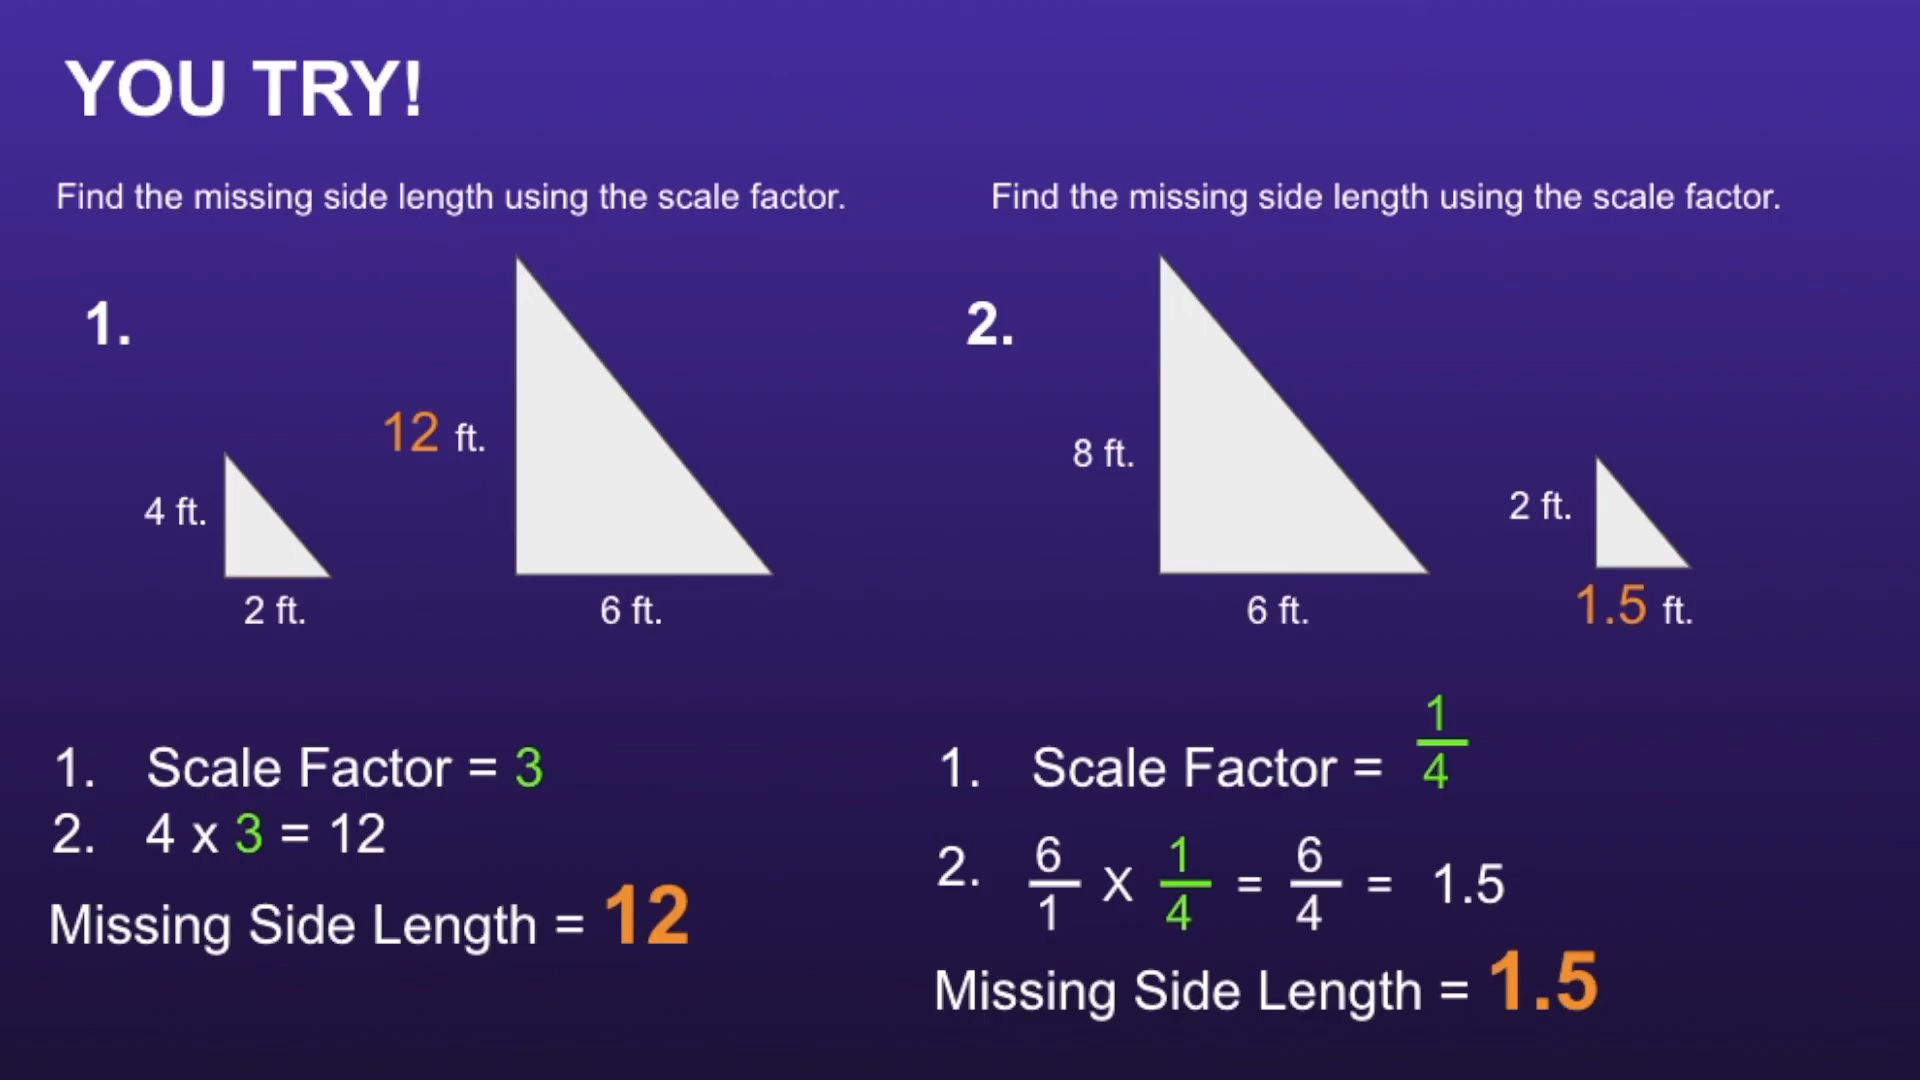 YOU TRY!
Find the missing side length using the scale factor.
1.
12 ft.
4 ft.
2 ft.
6 ft.
1. Scale Factor = 3
2. 4 x 3 = 12
Missing Side Length = 12
Find the missing side length using the scale factor.
2.
8 ft.
2 ft.
6 ft.
1.5 ft.
1. Scale Factor = 1/4
2. 6/1 X 1/4 = 6/4 = 1.5
Missing Side Length = 1.5